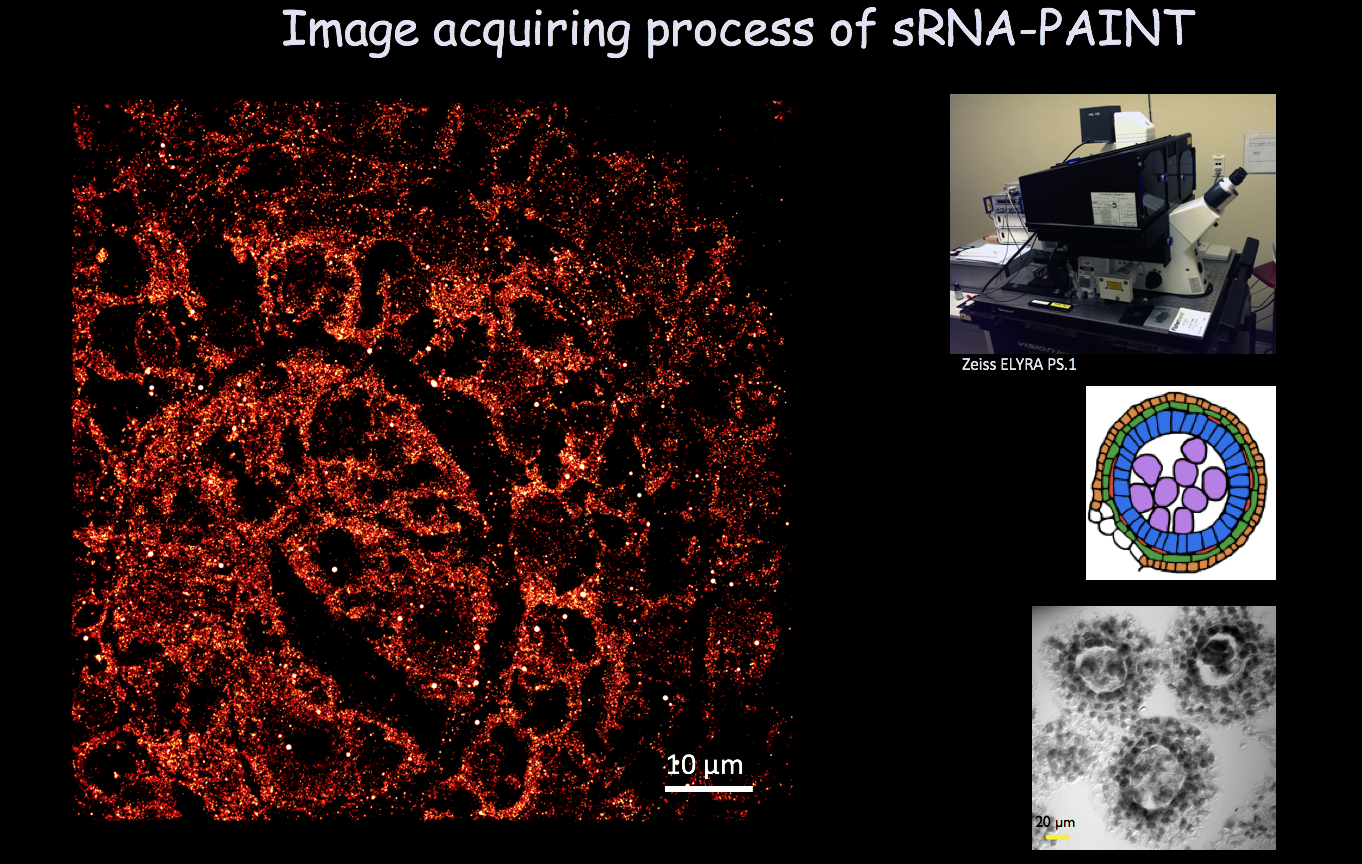 Image acquiring process of sRNA-PAINT
Zeiss ELYRA PS.1
10 µm
20 µm